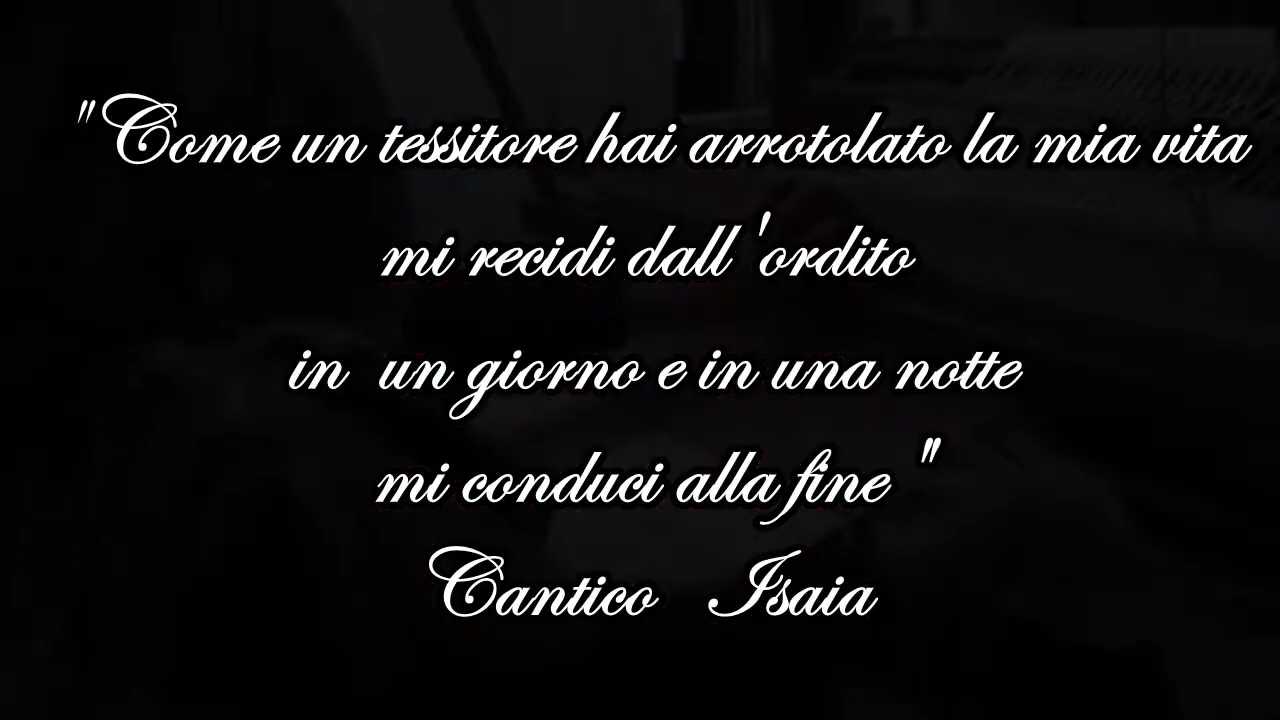 "Come un tessitore hai arrotolato la mia vita
mi recidi dall'ordito
in un giorno e in una notte
mi conduci alla fine "
Cantico Isaia